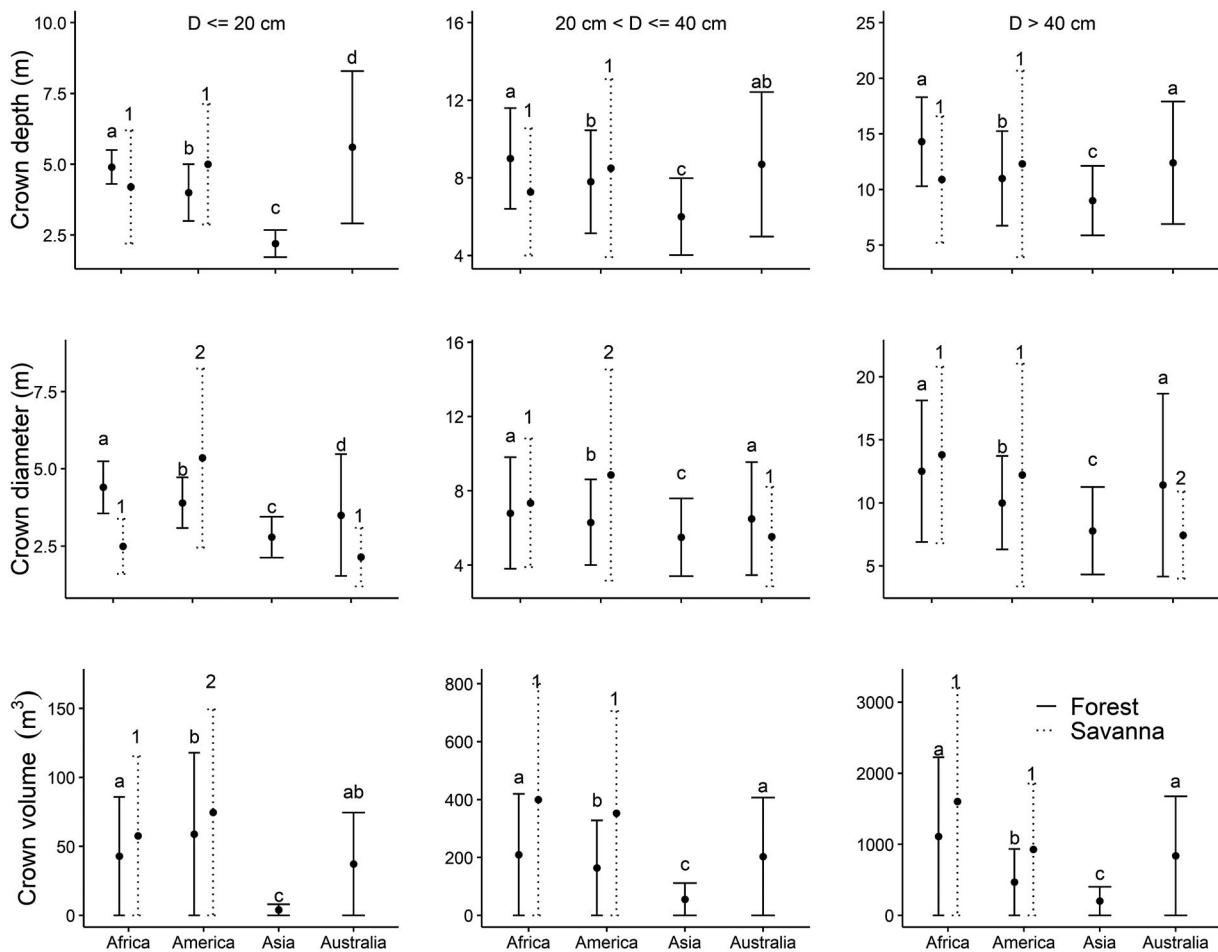 D <= 20 cm
20 cm < D <= 40 cm
D > 40 cm
Crown depth (m)
10.0
7.5
5.0
2.5
a
1
b
1
c
d
16
12
8
4
a
1
b
1
c
ab
25
20
15
10
5
a
1
b
1
c
a
Crown diameter (m)
7.5
5.0
2.5
a
1
b
2
c
d
1
16
12
8
4
a
1
b
2
c
a
1
20
15
10
5
a
1
b
1
c
a
2
Crown volume (m³)
150
100
50
0
a
1
b
2
c
ab
800
600
400
200
0
a
1
b
1
c
a
3000
2000
1000
0
a
1
b
1
c
a
Forest
Savanna
Africa America Asia Australia
Africa America Asia Australia
Africa America Asia Australia